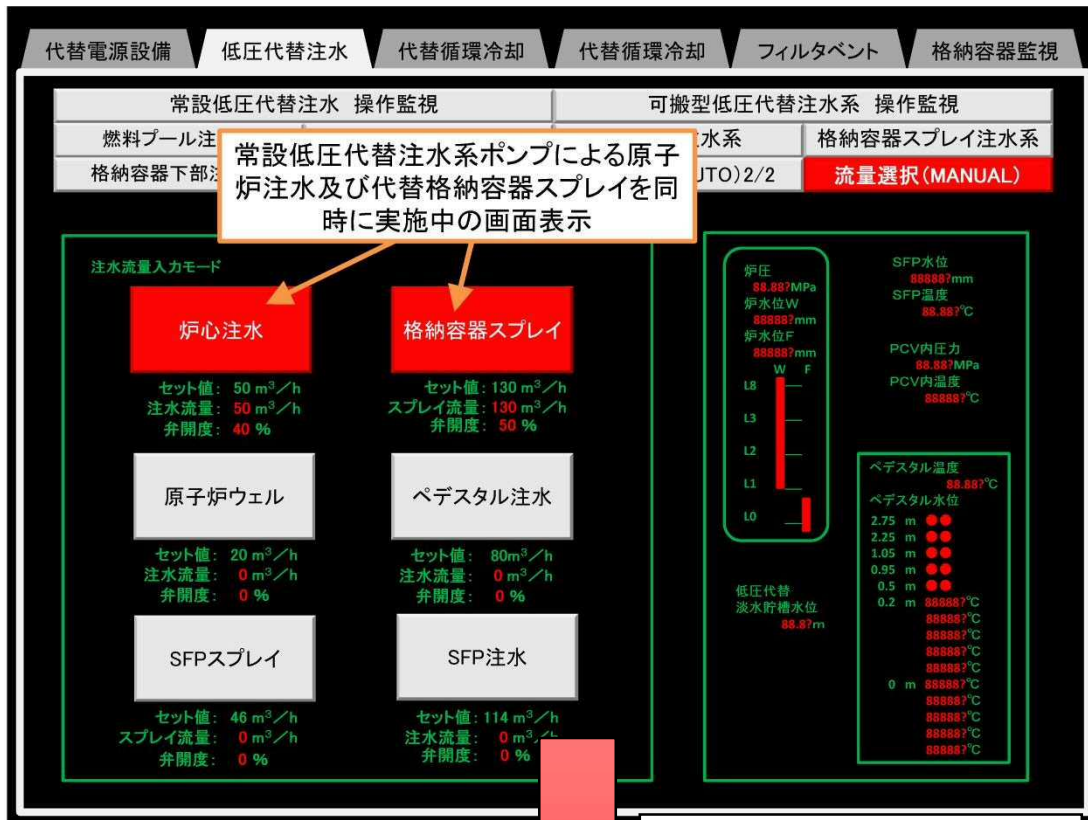 代替電源設備
低圧代替注水
代替循環冷却
代替循環冷却
フィルタベント
格納容器監視
常設低圧代替注水 操作監視
可搬型低圧代替注水系 操作監視
燃料プール注
水系
格納容器スプレイ注水系
格納容器下部
UTO)2/2
流量選択(MANUAL)
常設低圧代替注水系ポンプによる原子
炉注水及び代替格納容器スプレイを同
時に実施中の画面表示
注水流量入力モード
炉心注水
セット値: 50 m³/h
注水流量: 50 m³/h
弁開度: 40 %
格納容器スプレイ
セット値: 130 m³/h
スプレイ流量: 130 m³/h
弁開度: 50 %
原子炉ウェル
セット値: 20 m³/h
注水流量: 0 m³/h
弁開度: 0 %
ペデスタル注水
セット値: 80m³/h
注水流量: 0 m³/h
弁開度: 0 %
SFPスプレイ
セット値: 46 m³/h
スプレイ流量: 0 m³/h
弁開度: 0 %
SFP注水
セット値: 114 m³/h
注水流量: 0 m³/h
弁開度: 0 %
炉圧
88.88?MPa
炉水位W
88888?mm
炉水位F
88888?mm
W F
L8
L3
L2
L1
L0
低圧代替
淡水貯槽水位
88.8?m
SFP水位
88888?mm
SFP温度
88.88?℃
PCV内圧力
88.88?MPa
PCV内温度
88888?℃
ペデスタル温度
88.88?℃
ペデスタル水位
2.75 m
2.25 m
1.05 m
0.95 m
0.5 m
0.2 m 88888?℃
88888?℃
88888?℃
88888?℃
88888?℃
0 m 88888?℃
88888?℃
88888?℃
88888?℃
88888?℃